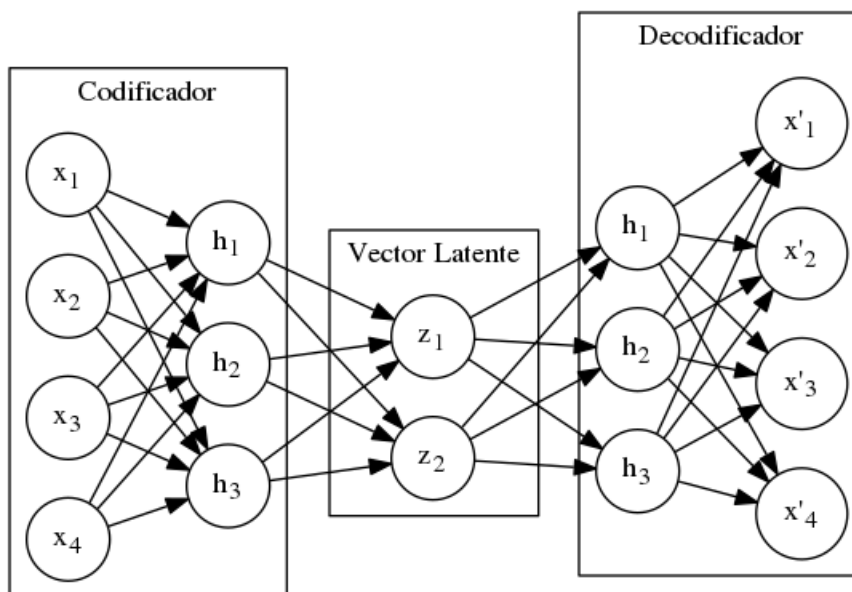 Codificador
x1
x2
x3
x4
h1
h2
h3
Vector Latente
z1
z2
Decodificador
h1
h2
h3
x'1
x'2
x'3
x'4